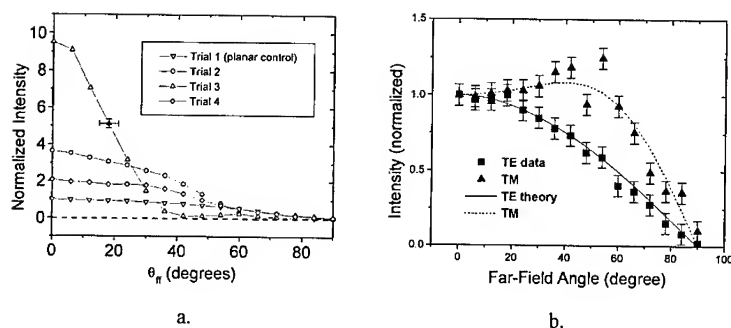 a.
Normalized Intensity
10
8
6
4
2
0
Trial 1 (planar control)
Trial 2
Trial 3
Trial 4
0 20 40 60 80
θff (degrees)
b.
Intensity (normalized)
1.5
1.0
0.5
0.0
TE data
TM
TE theory
TM
0 20 40 60 80 100
Far-Field Angle (degree)
a.
b.